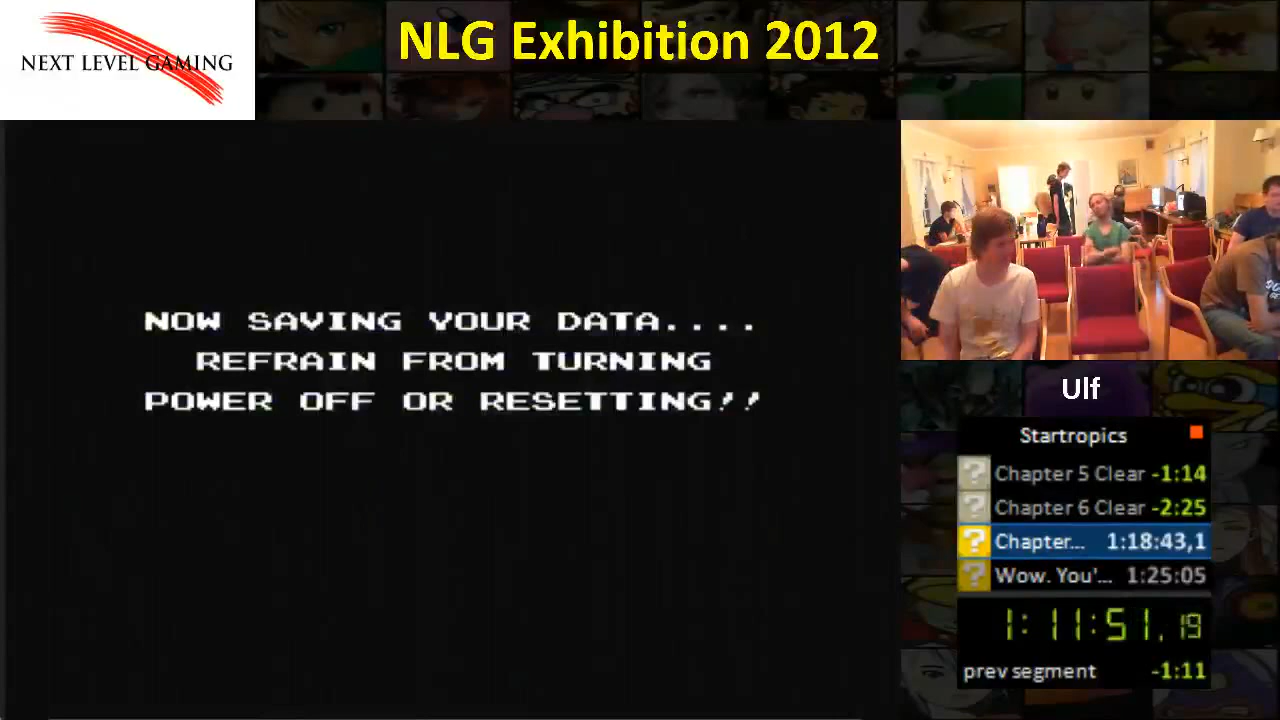 NEXT LEVEL GAMING
NLG Exhibition 2012
NOW SAVING YOUR DATA....
REFRAIN FROM TURNING
POWER OFF OR RESETTING!!
Ulf
Startropics
? Chapter 5 Clear -1:14
? Chapter 6 Clear -2:25
? Chapter... 1:18:43,1
? Wow. You'... 1:25:05
1:11:51,19
prev segment -1:11